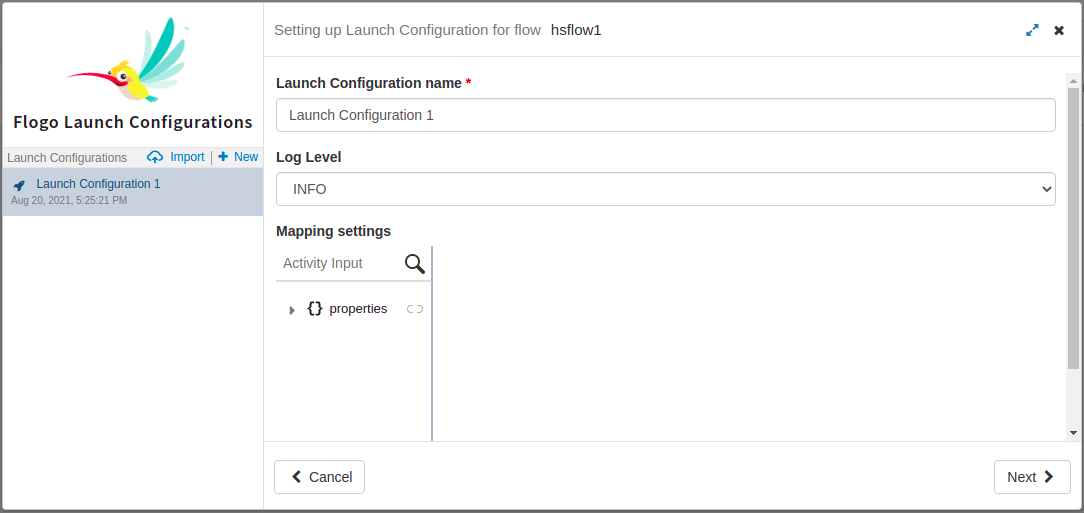 Flogo Launch Configurations
Launch Configurations Import | + New
Launch Configuration 1
Aug 20, 2021, 5:25:21 PM
Setting up Launch Configuration for flow hsflow1
Launch Configuration name *
Launch Configuration 1
Log Level
INFO
Mapping settings
Activity Input
{} properties
Cancel
Next